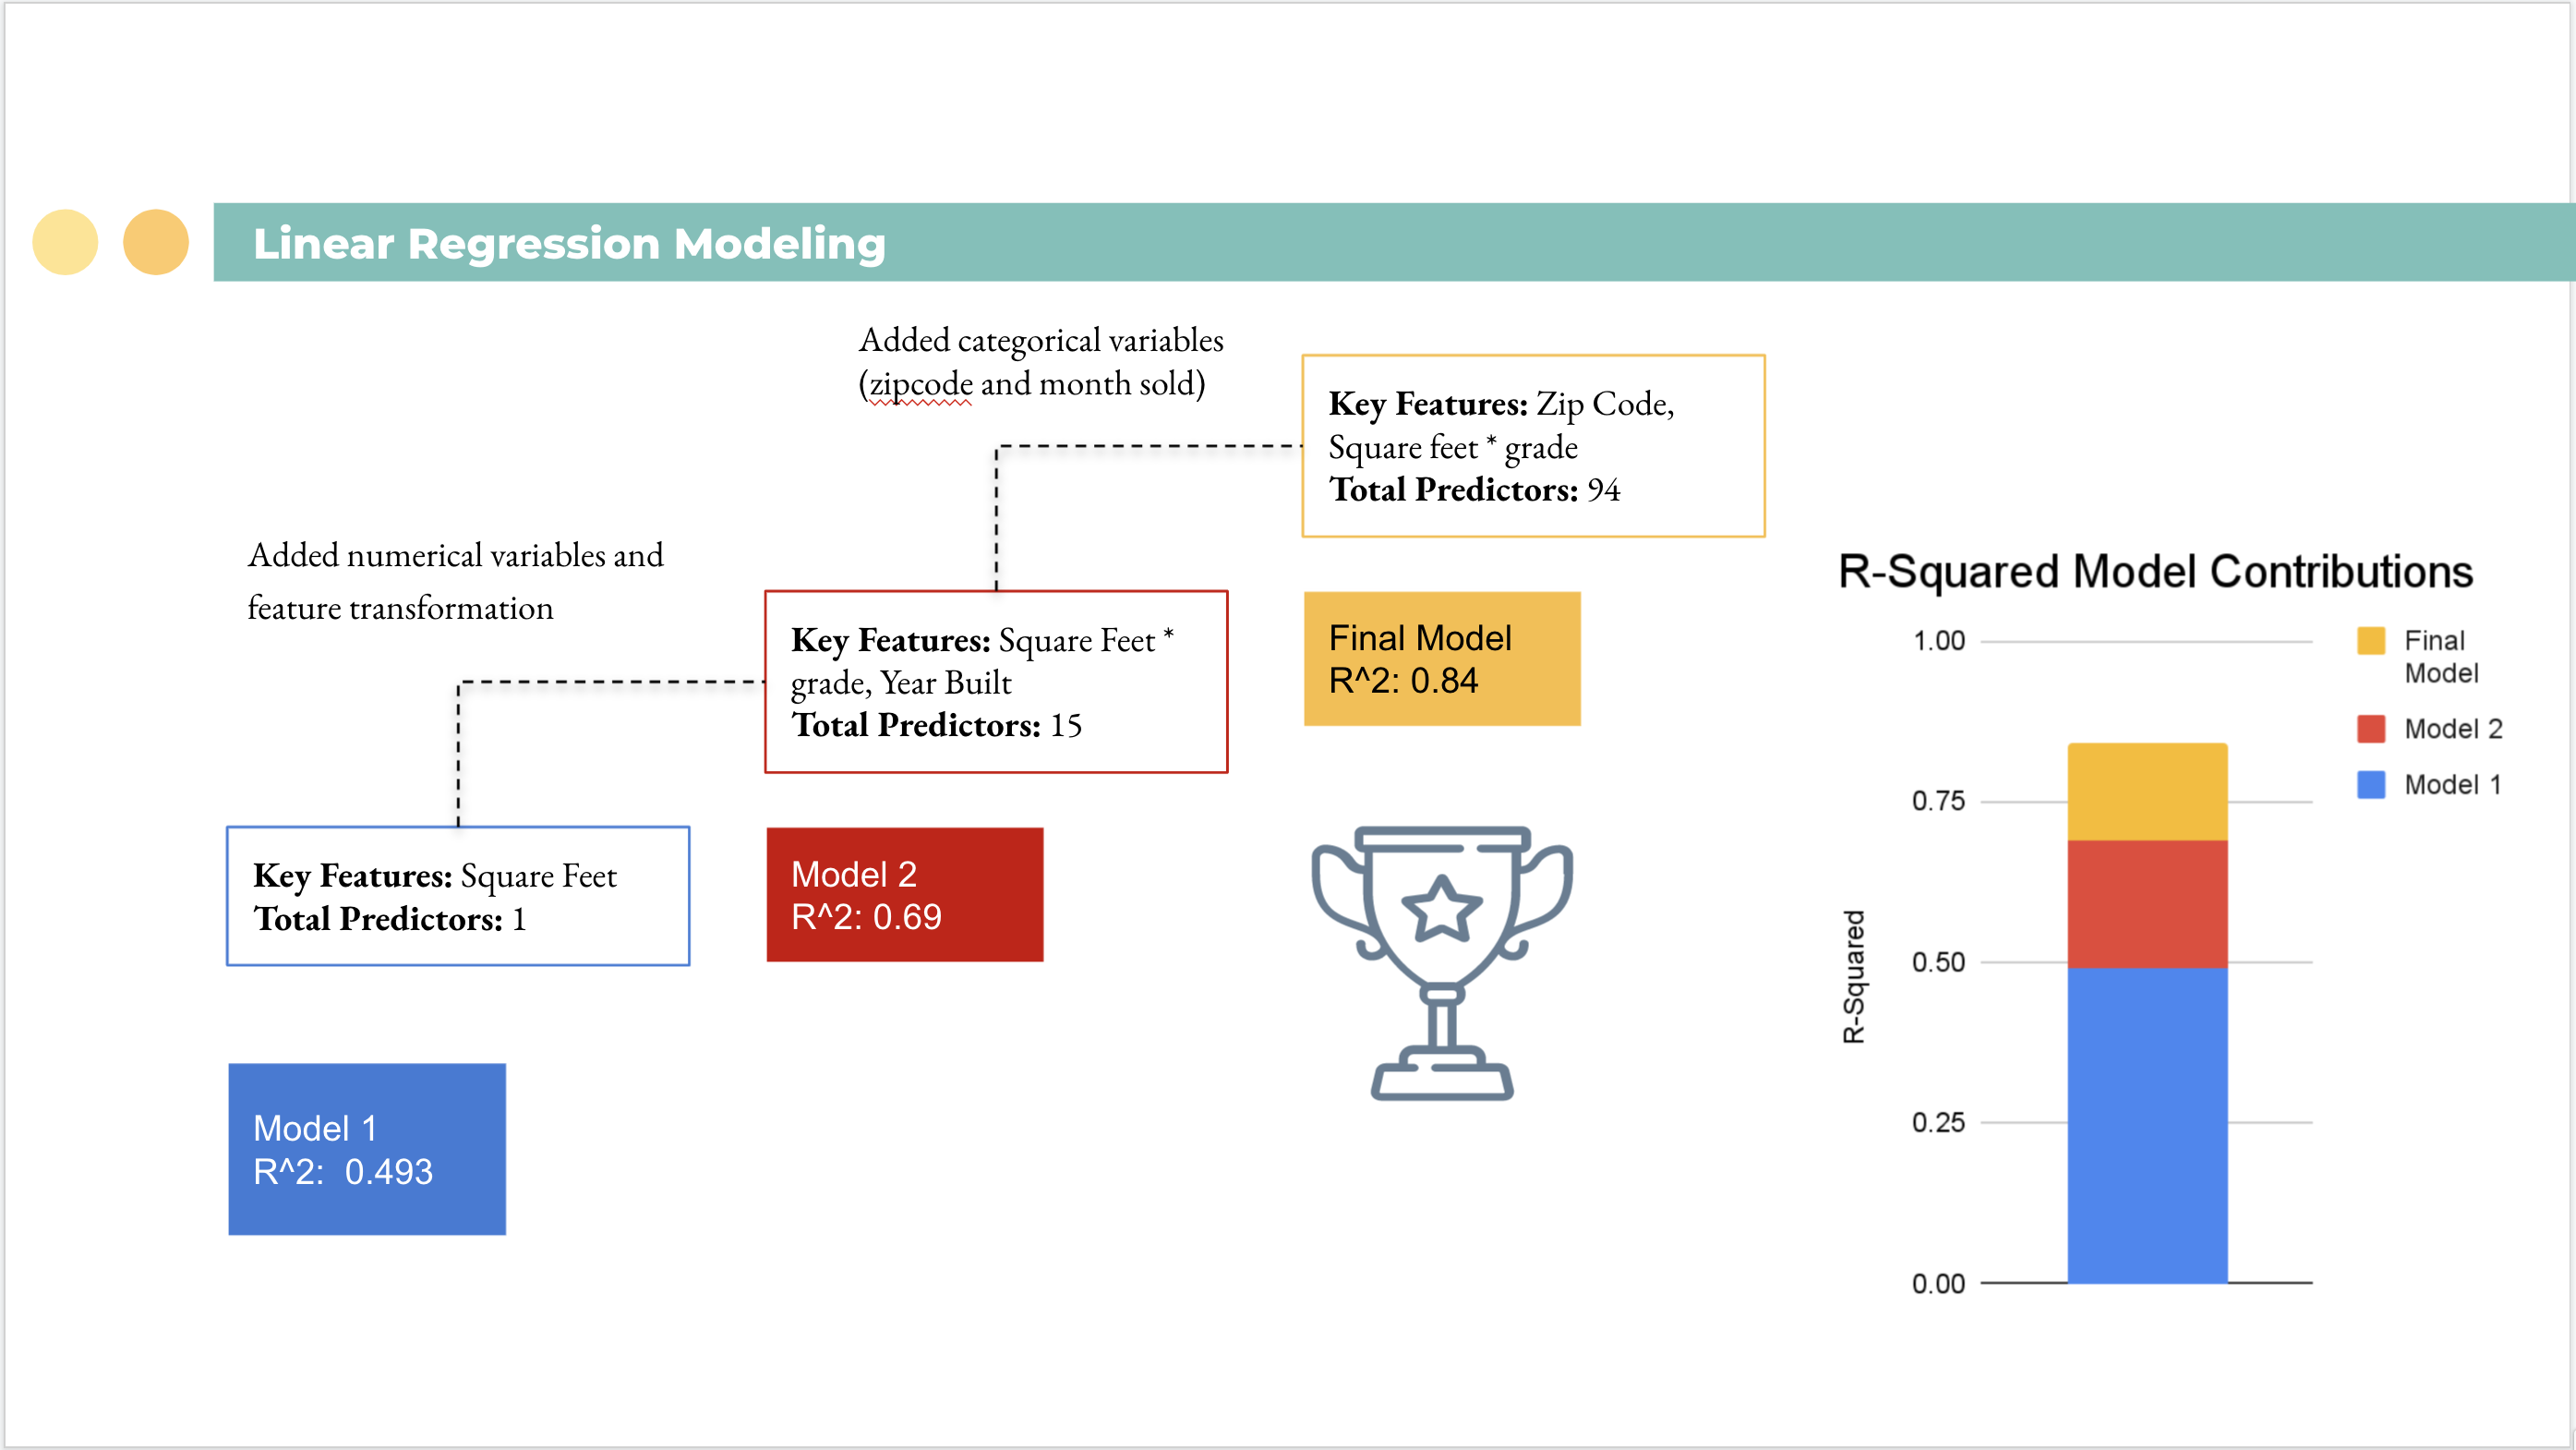 Linear Regression Modeling
Added categorical variables
(zipcode and month sold)
Key Features: Zip Code,
Square feet * grade
Total Predictors: 94
Added numerical variables and
feature transformation
Key Features: Square Feet *
grade, Year Built
Total Predictors: 15
Final Model
R^2: 0.84
Key Features: Square Feet
Total Predictors: 1
Model 2
R^2: 0.69
Model 1
R^2:  0.493
R-Squared Model Contributions
1.00
0.75
0.50
0.25
0.00
R-Squared
Final
Model
Model 2
Model 1